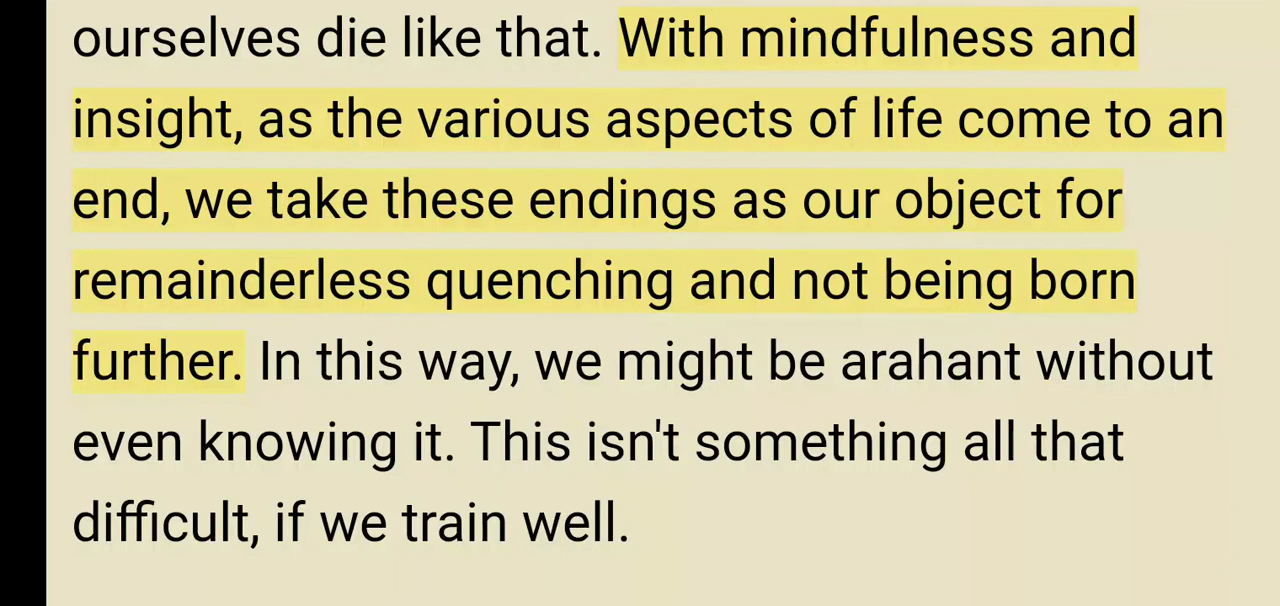 ourselves die like that. With mindfulness and
insight, as the various aspects of life come to an
end, we take these endings as our object for
remainderless quenching and not being born
further. In this way, we might be arahant without
even knowing it. This isn't something all that
difficult, if we train well.